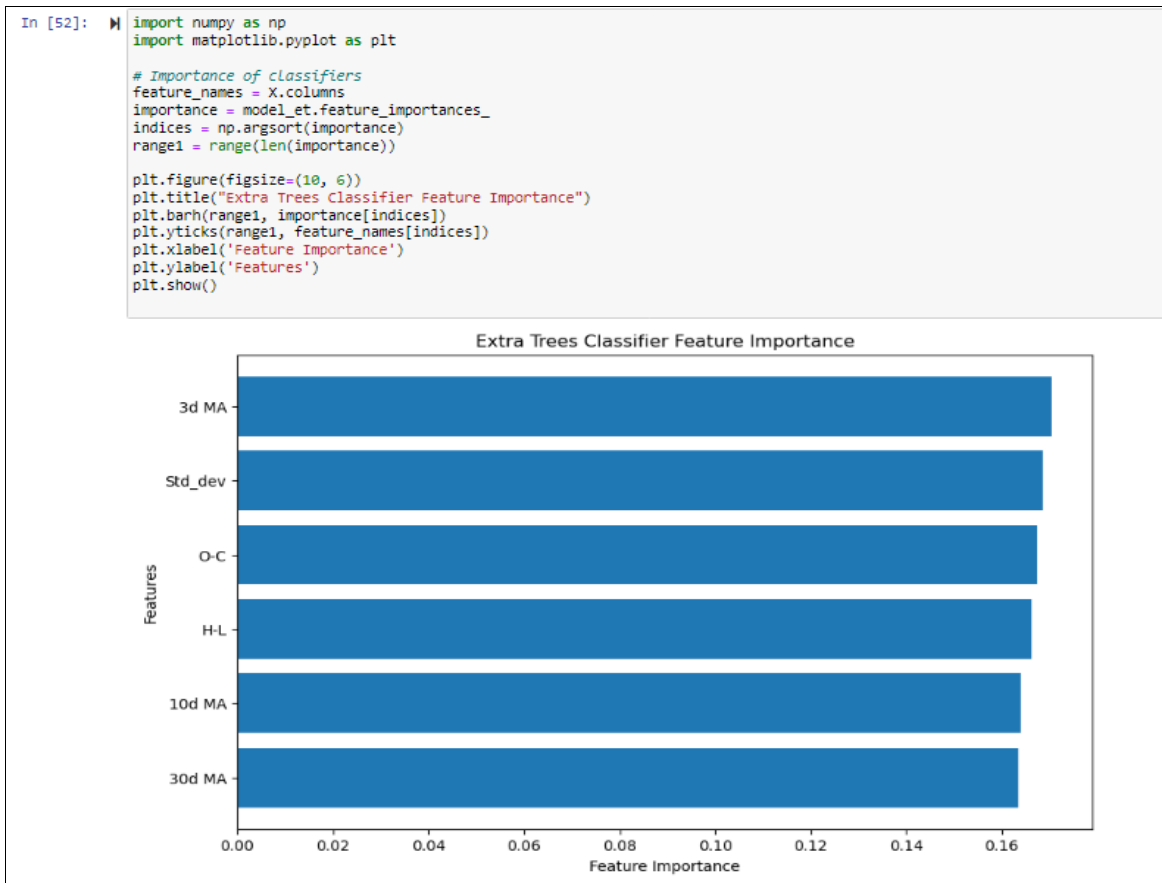 In [52]:
import numpy as np
import matplotlib.pyplot as plt
# Importance of classifiers
feature_names = X.columns
importance = model_et.feature_importances_
indices = np.argsort(importance)
range1 = range(len(importance))
plt.figure(figsize=(10, 6))
plt.title("Extra Trees Classifier Feature Importance")
plt.barh(range1, importance[indices])
plt.yticks(range1, feature_names[indices])
plt.xlabel('Feature Importance')
plt.ylabel('Features')
plt.show()
Extra Trees Classifier Feature Importance
3d MA
Std_dev
O-C
H-L
10d MA
30d MA
Features
0.00 0.02 0.04 0.06 0.08 0.10 0.12 0.14 0.16
Feature Importance